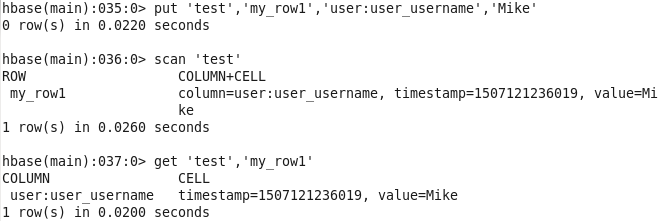 hbase(main):035:0> put 'test','my_row1','user:user_username','Mike'
0 row(s) in 0.0220 seconds
hbase(main):036:0> scan 'test'
ROW                   COLUMN+CELL
 my_row1              column=user:user_username, timestamp=1507121236019, value=Mi
                      ke
1 row(s) in 0.0260 seconds
hbase(main):037:0> get 'test','my_row1'
COLUMN                CELL
 user:user_username   timestamp=1507121236019, value=Mike
1 row(s) in 0.0200 seconds